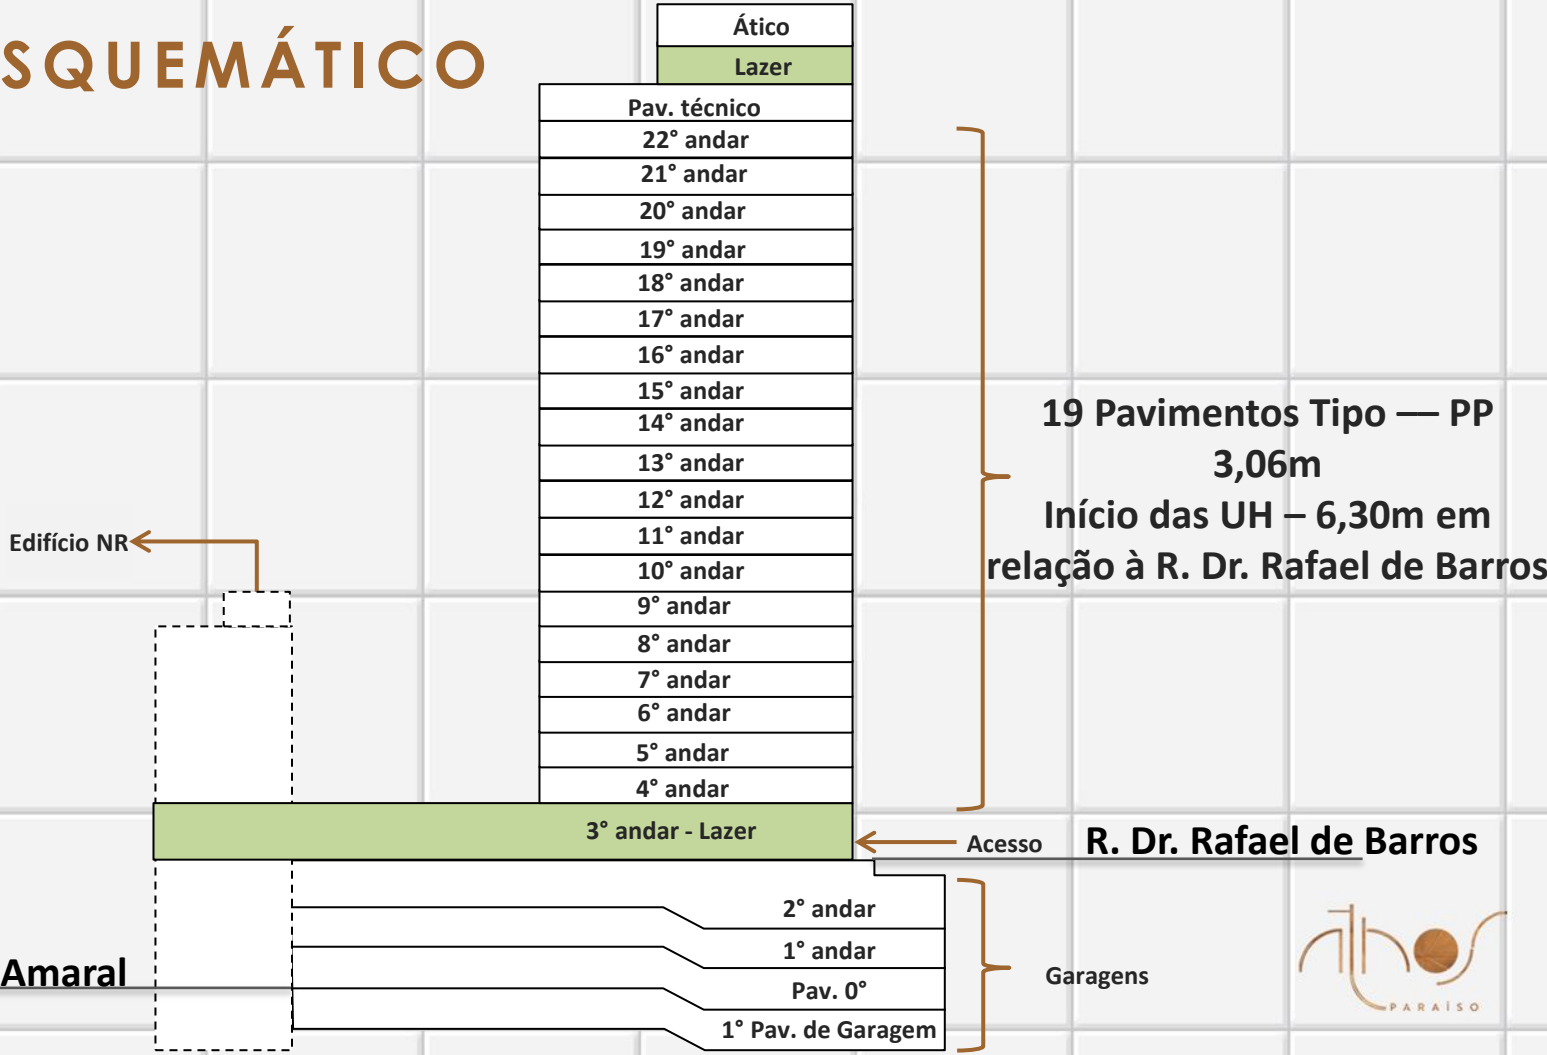 SQUEMÁTICO
Ático
Lazer
Pav. técnico
22° andar
21° andar
20° andar
19° andar
18° andar
17° andar
16° andar
15° andar
14° andar
13° andar
12° andar
11° andar
10° andar
9° andar
8° andar
7° andar
6° andar
5° andar
4° andar
3° andar - Lazer
19 Pavimentos Tipo — PP
3,06m
Início das UH – 6,30m em
relação à R. Dr. Rafael de Barros
Edifício NR
Acesso
R. Dr. Rafael de Barros
2° andar
1° andar
Pav. 0°
1° Pav. de Garagem
Garagens
Amaral
Athos
PARAÍSO